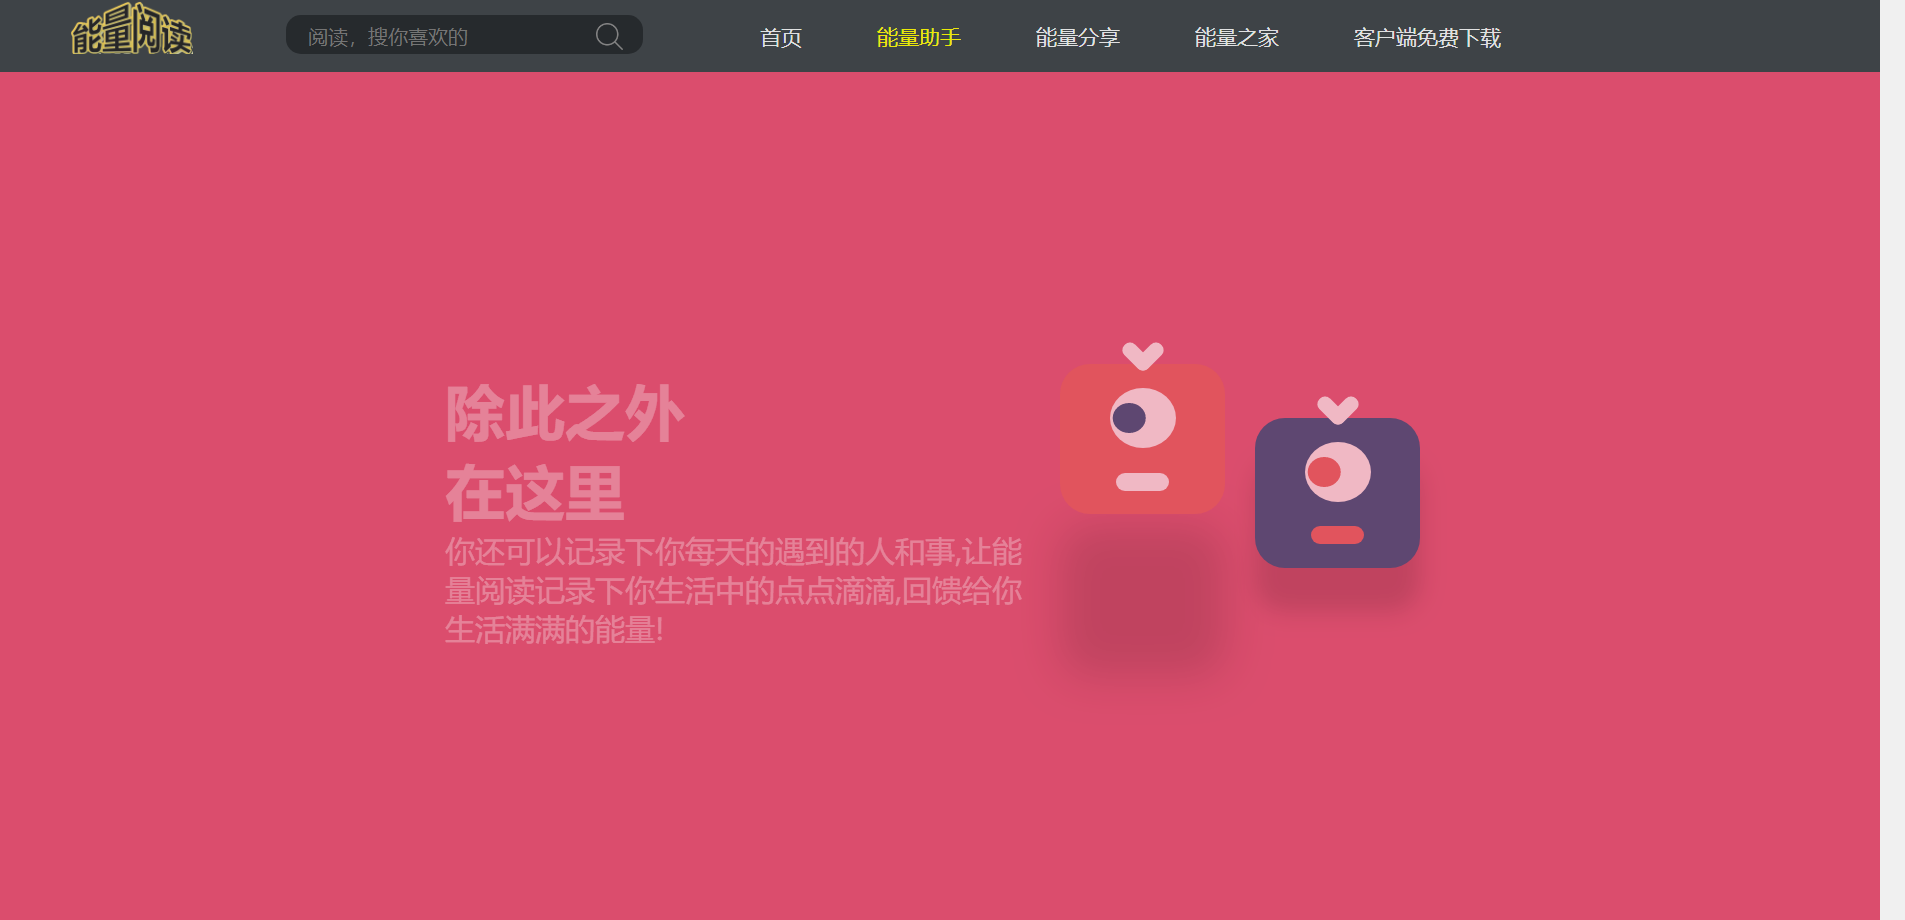 能量阅读
阅读，搜你喜欢的
首页
能量助手
能量分享
能量之家
客户端免费下载
除此之外
在这里
你还可以记录下你每天的遇到的人和事,让能
量阅读记录下你生活中的点点滴滴,回馈给你
生活满满的能量!